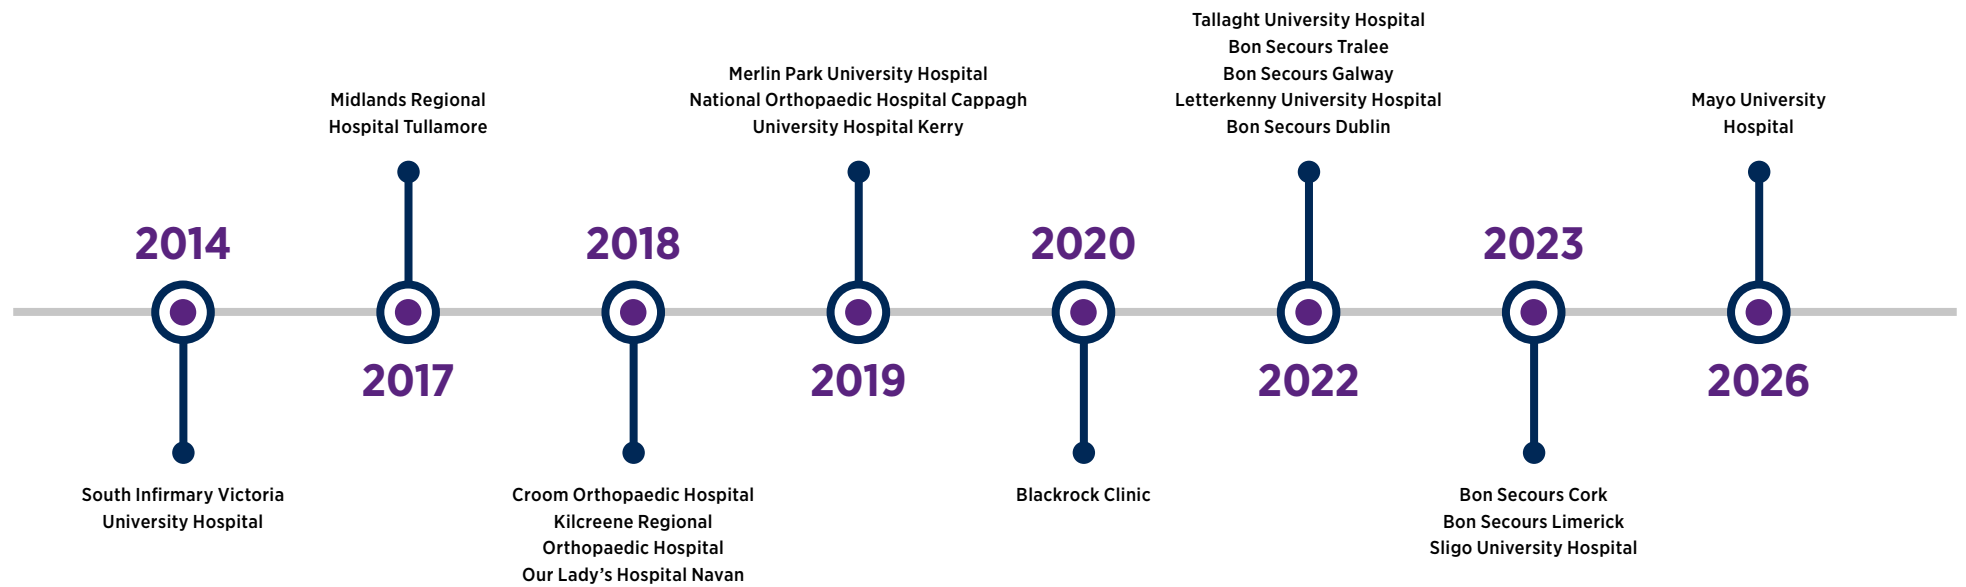 2014
South Infirmary Victoria
University Hospital
Midlands Regional
Hospital Tullamore
2017
2018
Croom Orthopaedic Hospital
Kilcreene Regional
Orthopaedic Hospital
Our Lady’s Hospital Navan
Merlin Park University Hospital
National Orthopaedic Hospital Cappagh
University Hospital Kerry
2019
2020
Blackrock Clinic
Tallaght University Hospital
Bon Secours Tralee
Bon Secours Galway
Letterkenny University Hospital
Bon Secours Dublin
2022
2023
Bon Secours Cork
Bon Secours Limerick
Sligo University Hospital
Mayo University
Hospital
2026